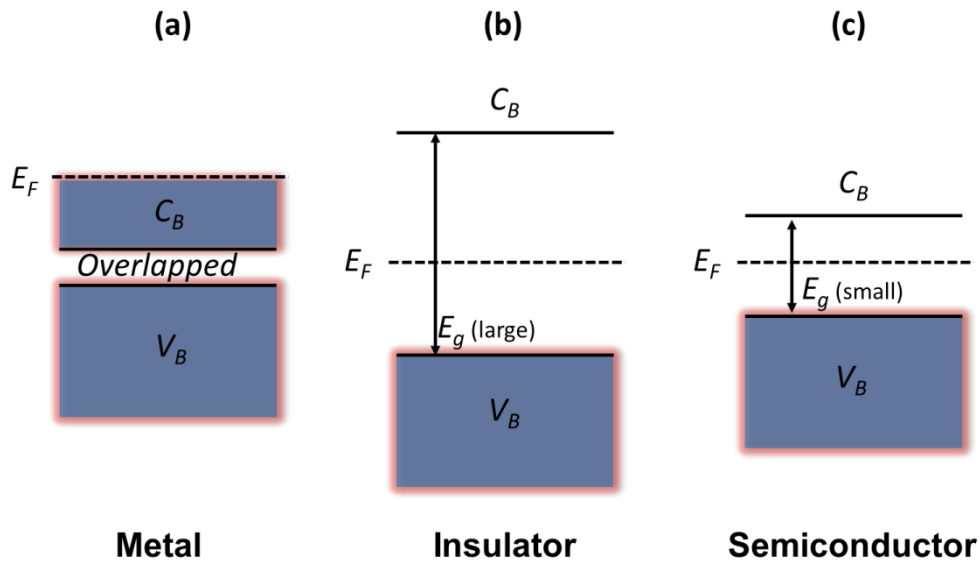 (a)
(b)
(c)
C_B
C_B
E_F
C_B
Overlapped
E_F
E_F
E_g (small)
E_g (large)
V_B
V_B
V_B
Metal
Insulator
Semiconductor